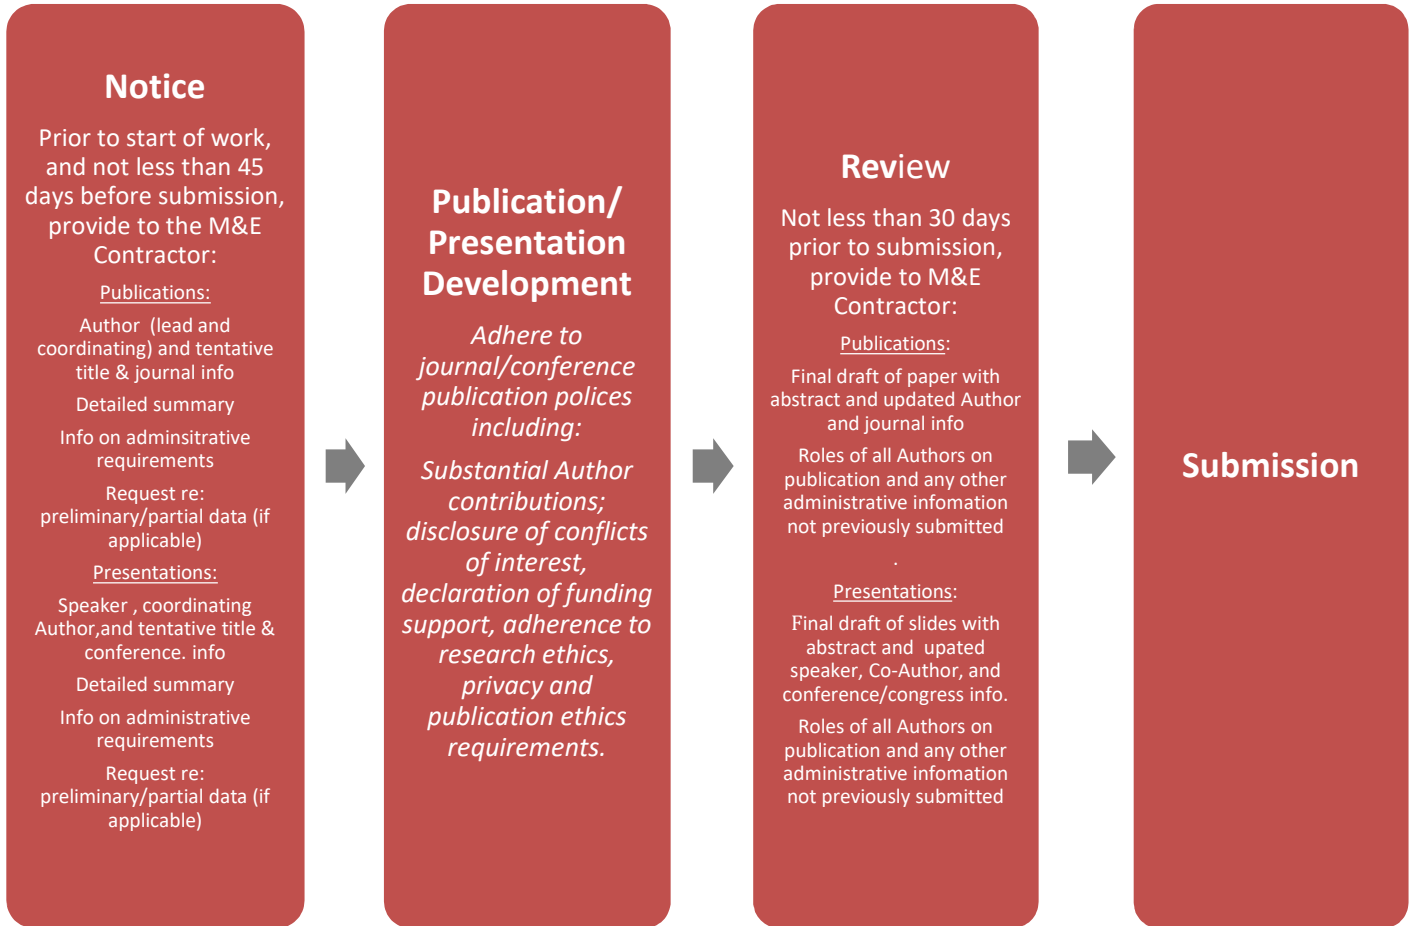 Notice
Prior to start of work,
and not less than 45
days before submission,
provide to the M&E
Contractor:
Publications:
Author  (lead and
coordinating) and tentative
title & journal info
Detailed summary
Info on adminsitrative
requirements
Request re:
preliminary/partial data (if
applicable)
Presentations:
Speaker , coordinating
Author,and tentative title &
conference. info
Detailed summary
Info on administrative
requirements
Request re:
preliminary/partial data (if
applicable)
Publication/
Presentation
Development
Adhere to
journal/conference
publication polices
including:
Substantial Author
contributions;
disclosure of conflicts
of interest,
declaration of funding
support, adherence to
research ethics,
privacy and
publication ethics
requirements.
Review
Not less than 30 days
prior to submission,
provide to M&E
Contractor:
Publications:
Final draft of paper with
abstract and updated Author
and journal info
Roles of all Authors on
publication and any other
administrative infomation
not previously submitted
.
Presentations:
Final draft of slides with
abstract and  upated
speaker, Co-Author, and
conference/congress info.
Roles of all Authors on
publication and any other
administrative infomation
not previously submitted
Submission